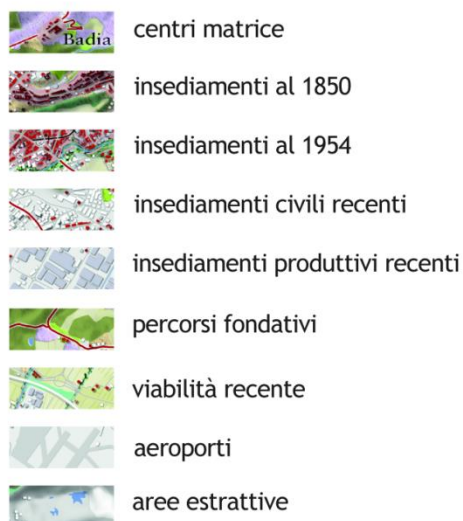 Badia
centri matrice
insediamenti al 1850
insediamenti al 1954
insediamenti civili recenti
insediamenti produttivi recenti
percorsi fondativi
viabilità recente
aeroporti
aree estrattive